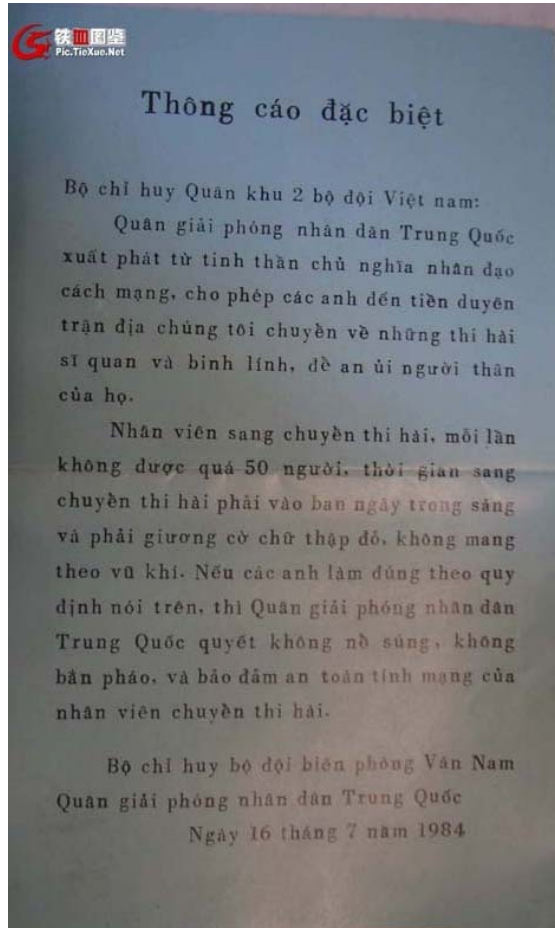 铁血图鉴
Pic.TieXue.Net
Thông cáo đặc biệt
Bộ chỉ huy Quân khu 2 bộ dội Việt nam:
Quân giải phóng nhân dân Trung Quốc
xuất phát từ tinh thần chủ nghĩa nhân đạo
cách mạng, cho phép các anh đến tiền duyên
trận địa chúng tôi chuyền về những thi hài
sĩ quan và binh lính, dề an ủi người thân
của họ.
Nhân viên sang chuyền thi hài, mỗi lần
không dược quá 50 người, thời gian sang
chuyền thi hài phải vào ban ngày trong sáng
và phải giương cờ chữ thập đỏ, không mang
theo vũ khí. Nếu các anh làm đúng theo quy
định nói trên, thì Quân giải phóng nhân dân
Trung Quốc quyết không nồ súng, không
bắn pháo, và bảo đảm an toàn tính mạng của
nhân viên chuyền thi hài.
Bộ chỉ huy bộ đội biên phòng Vân Nam
Quân giải phóng nhân dân Trung Quốc
Ngày 16 tháng 7 năm 1984